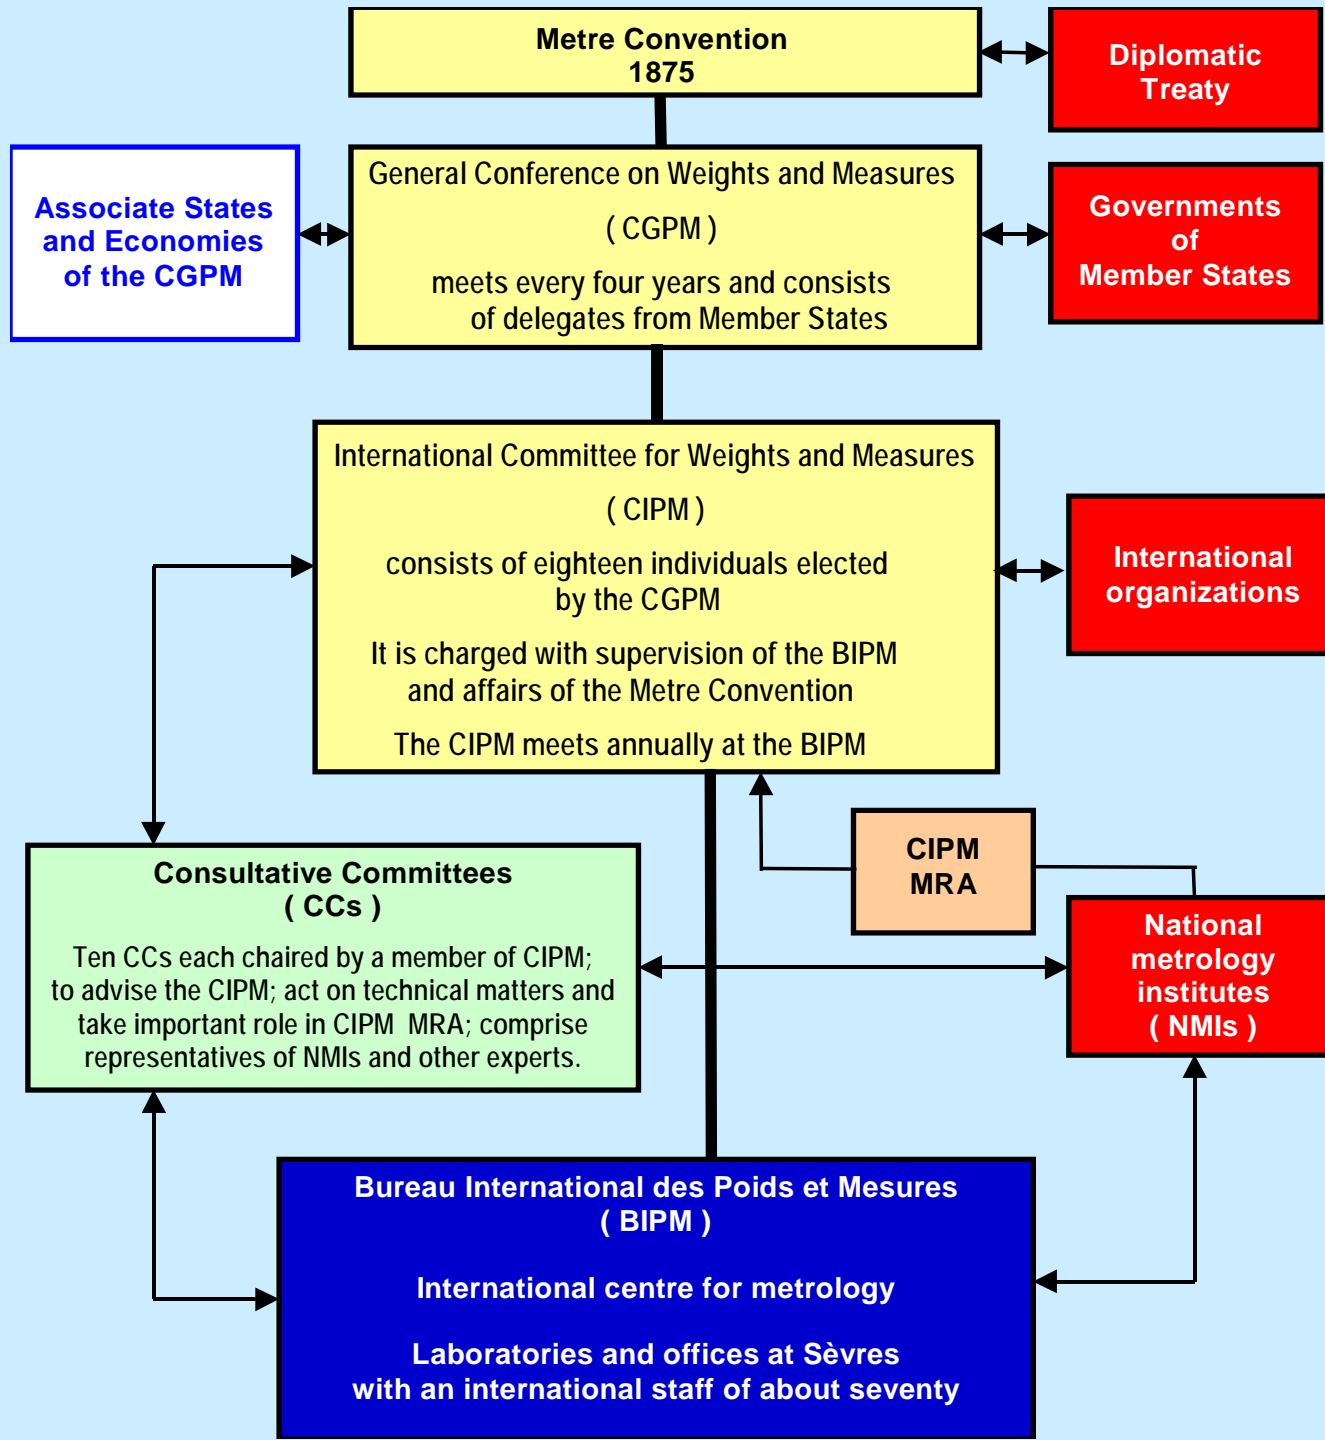 Metre Convention
1875
Diplomatic
Treaty
Associate States
and Economies
of the CGPM
General Conference on Weights and Measures
( CGPM )
meets every four years and consists
of delegates from Member States
Governments
of
Member States
International Committee for Weights and Measures
( CIPM )
consists of eighteen individuals elected
by the CGPM
It is charged with supervision of the BIPM
and affairs of the Metre Convention
The CIPM meets annually at the BIPM
International
organizations
CIPM
MRA
Consultative Committees
( CCs )
Ten CCs each chaired by a member of CIPM;
to advise the CIPM; act on technical matters and
take important role in CIPM MRA; comprise
representatives of NMIs and other experts.
National
metrology
institutes
( NMIs )
Bureau International des Poids et Mesures
( BIPM )
International centre for metrology
Laboratories and offices at Sèvres
with an international staff of about seventy